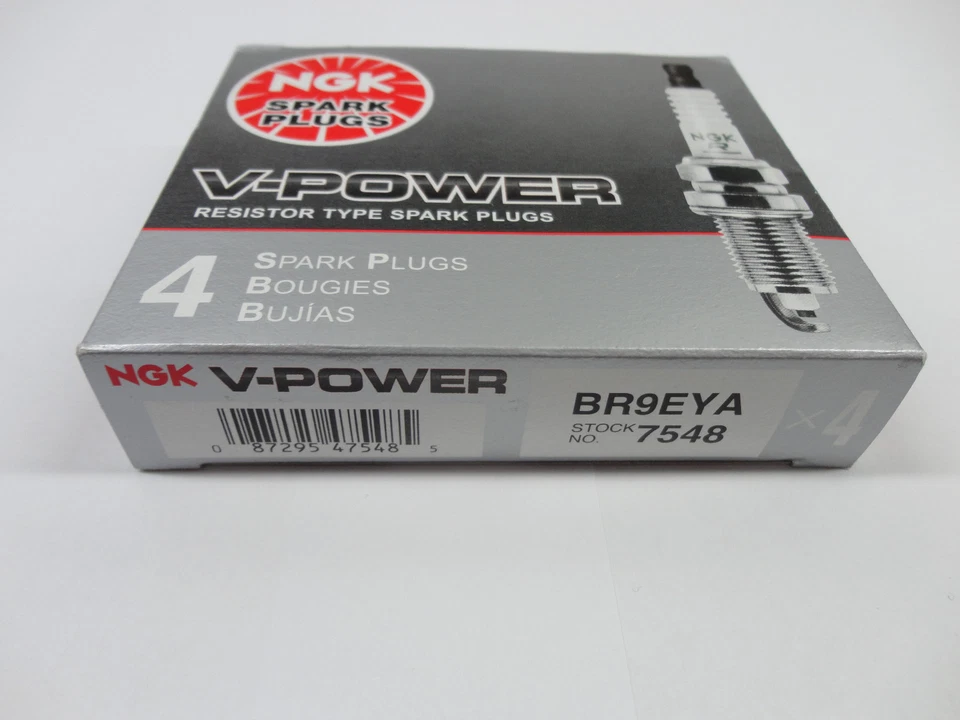 NGK
SPARK
PLUGS
V-POWER
RESISTOR TYPE SPARK PLUGS
4
SPARK PLUGS
BOUGIES
BUJÍAS
NGK
NGK V-POWER
0 87295 47548 5
BR9EYA
STOCK NO. 7548
×4